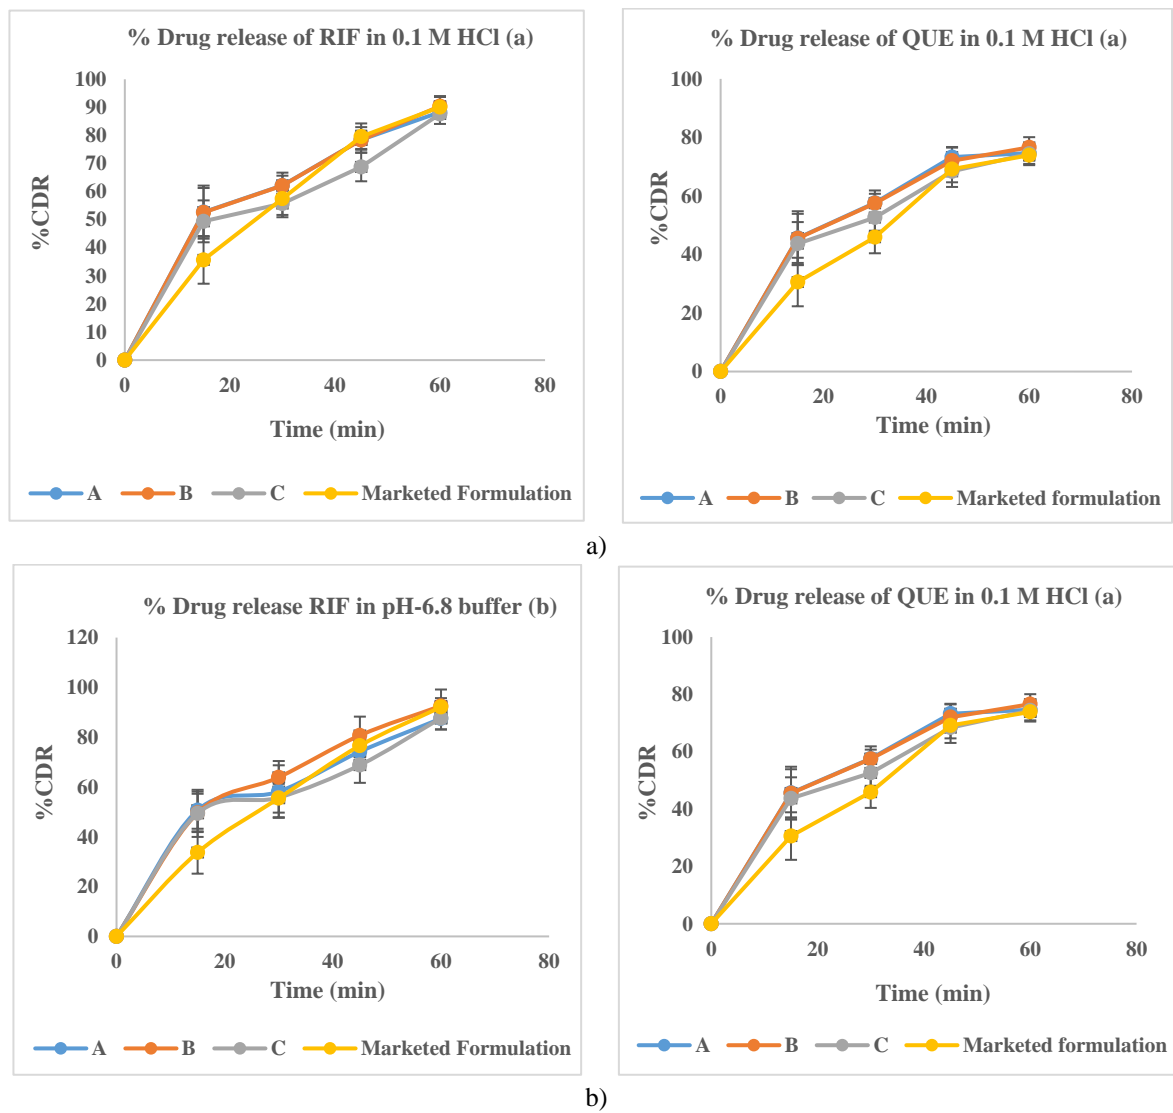 % Drug release of RIF in 0.1 M HCl (a)
100
90
80
70
60
50
40
30
20
10
0
%CDR
0 20 40 60 80
Time (min)
A B C Marketed Formulation
% Drug release of QUE in 0.1 M HCl (a)
100
80
60
40
20
0
%CDR
0 20 40 60 80
Time (min)
A B C Marketed formulation
a)
% Drug release RIF in pH-6.8 buffer (b)
120
100
80
60
40
20
0
%CDR
0 20 40 60 80
Time (min)
A B C Marketed Formulation
% Drug release of QUE in 0.1 M HCl (a)
100
80
60
40
20
0
%CDR
0 20 40 60 80
Time (min)
A B C Marketed formulation
b)